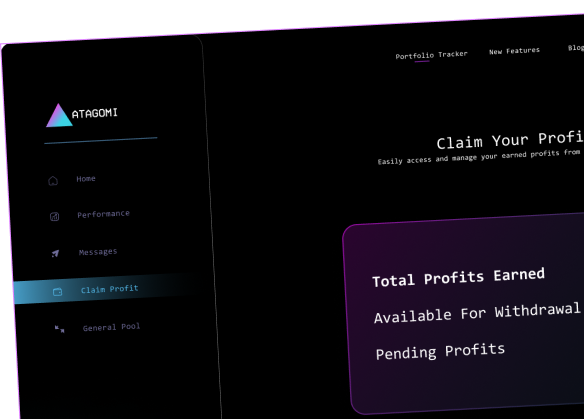 Portfolio Tracker New Features Blog
ATAGOMI
Claim Your Profi
Easily access and manage your earned profits from
Home
Performance
Messages
Claim Profit
General Pool
Total Profits Earned
Available For Withdrawal
Pending Profits